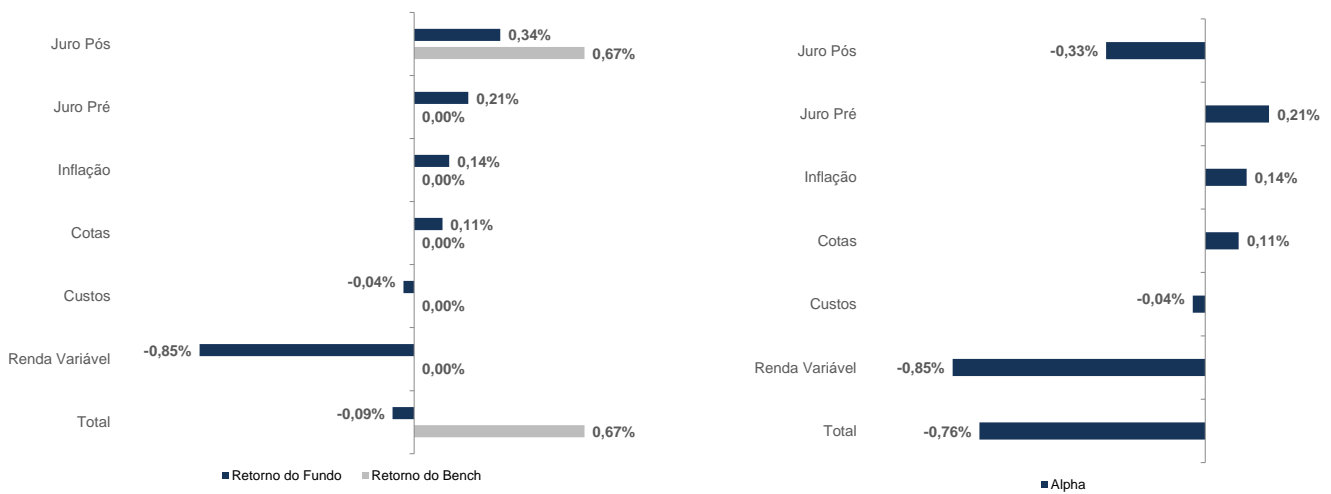 Juro Pós
0,34%
0,67%
Juro Pré
0,21%
0,00%
Inflação
0,14%
0,00%
Cotas
0,11%
0,00%
Custos
-0,04%
0,00%
Renda Variável
-0,85%
0,00%
Total
-0,09%
0,67%
Retorno do Fundo Retorno do Bench
Juro Pós
-0,33%
Juro Pré
0,21%
Inflação
0,14%
Cotas
0,11%
Custos
-0,04%
Renda Variável
-0,85%
Total
-0,76%
Alpha